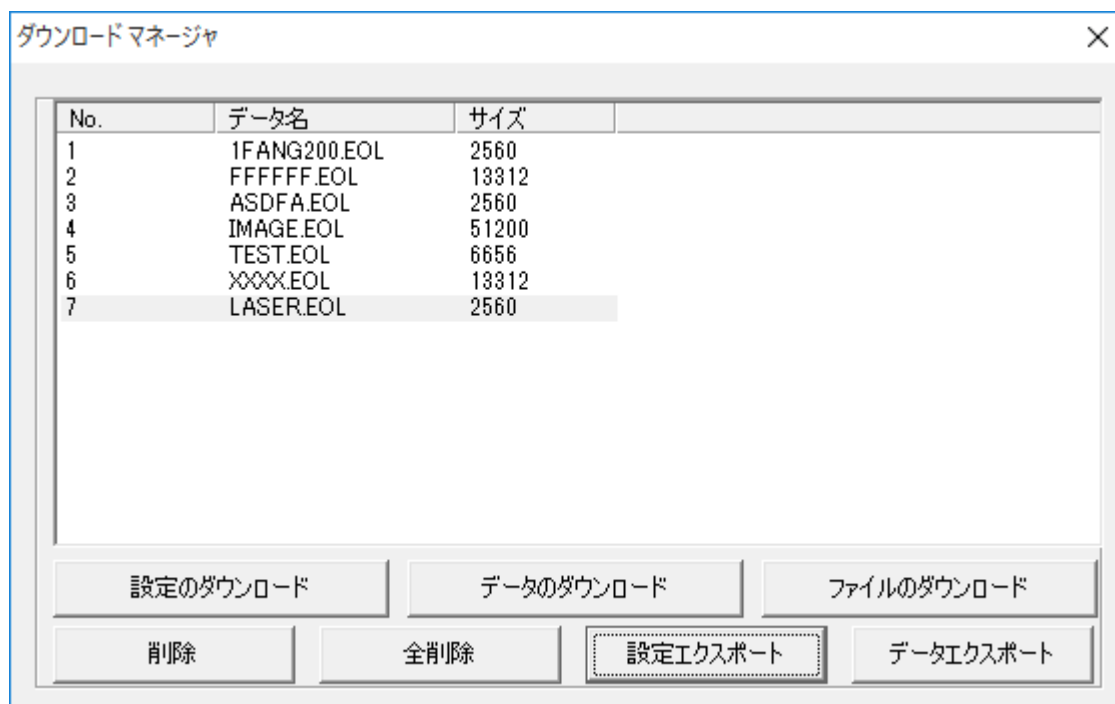 ダウンロード マネージャ
No. データ名 サイズ
1 1FANG200.EOL 2560
2 FFFFFF.EOL 13312
3 ASDFA.EOL 2560
4 IMAGE.EOL 51200
5 TEST.EOL 6656
6 XXXX.EOL 13312
7 LASER.EOL 2560
設定のダウンロード データのダウンロード ファイルのダウンロード
削除 全削除 設定エクスポート データエクスポート